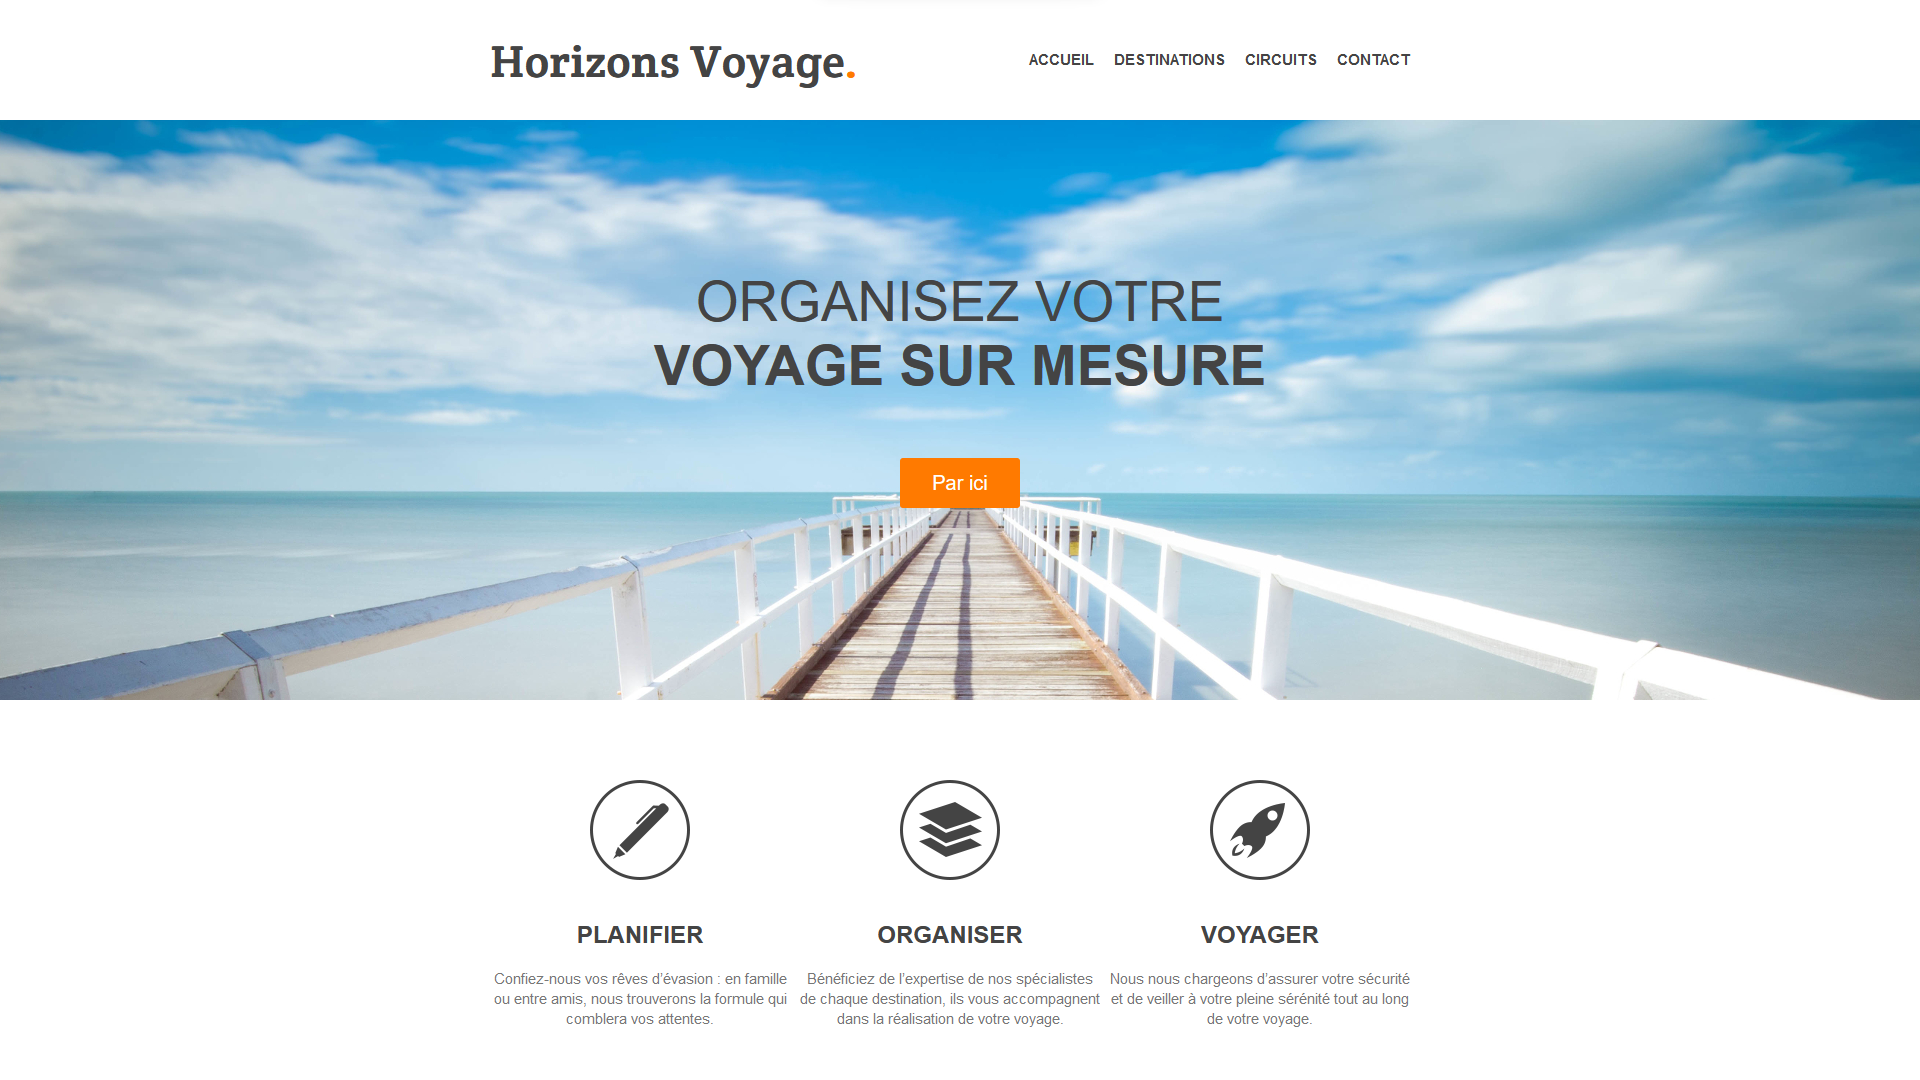 Horizons Voyage.
ACCUEIL DESTINATIONS CIRCUITS CONTACT
ORGANISEZ VOTRE
VOYAGE SUR MESURE
Par ici
PLANIFIER
Confiez-nous vos rêves d’évasion : en famille
ou entre amis, nous trouverons la formule qui
comblera vos attentes.
ORGANISER
Bénéficiez de l’expertise de nos spécialistes
de chaque destination, ils vous accompagnent
dans la réalisation de votre voyage.
VOYAGER
Nous nous chargeons d’assurer votre sécurité
et de veiller à votre pleine sérénité tout au long
de votre voyage.